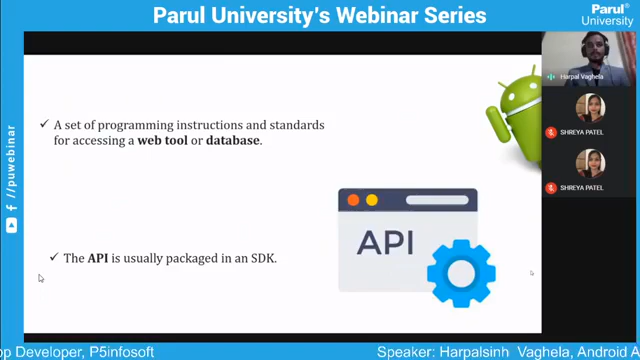 Parul University's Webinar Series
Parul®
University
A set of programming instructions and standards
for accessing a web tool or database.
API
The API is usually packaged in an SDK.
Harpal Vaghela
SHREYA PATEL
SHREYA PATEL
/puwebinar
op Developer, P5infosoft
Speaker: Harpalsinh Vaghela, Android A